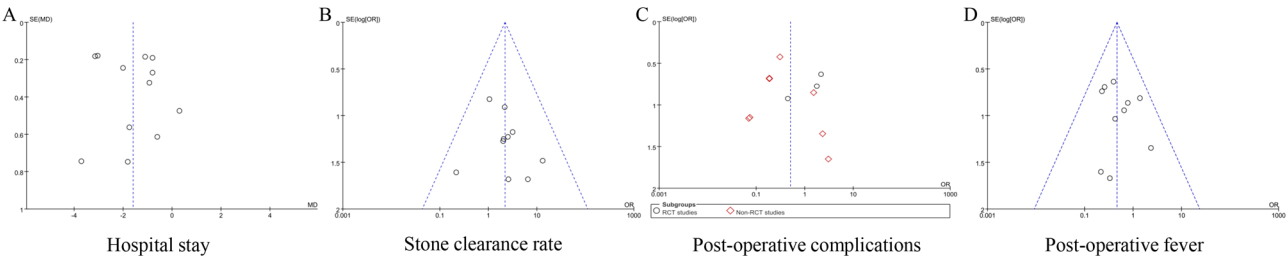 A
SE(MD)
0
0.2
0.4
0.6
0.8
1
-4
-2
0
2
4
MD
Hospital stay
B
SE(log[OR])
0
0.5
1
1.5
2
0.001
0.1
1
10
1000
OR
Stone clearance rate
C
SE(log[OR])
0
0.5
1
1.5
2
0.001
0.1
1
10
1000
OR
Subgroups
RCT studies
Non-RCT studies
Post-operative complications
D
SE(log[OR])
0
0.5
1
1.5
2
0.001
0.1
1
10
1000
OR
Post-operative fever